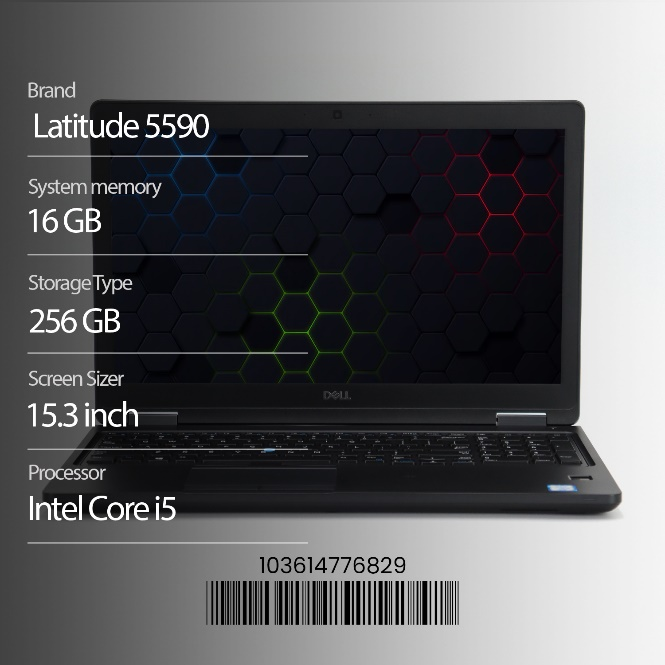 Brand
Latitude 5590
System memory
16 GB
Storage Type
256 GB
DELL
Screen Sizer
15.3 inch
Processor
Intel Core i5
103614776829